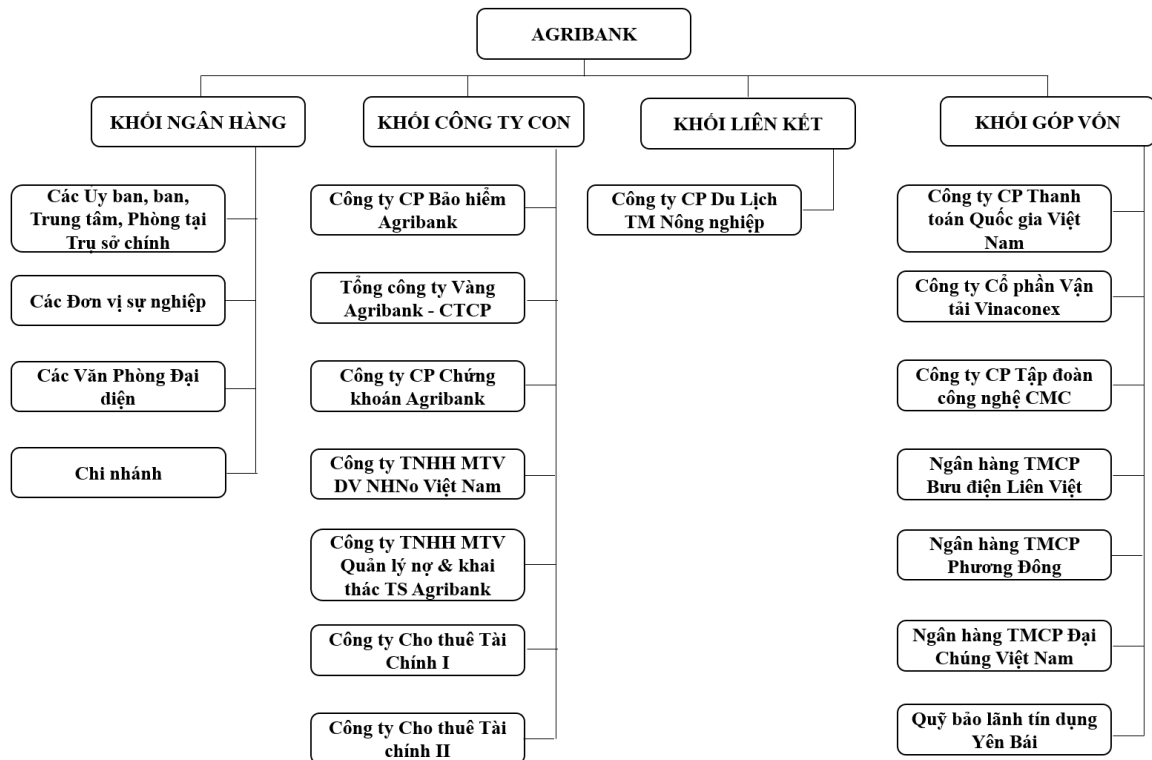 AGRIBANK
KHỐI NGÂN HÀNG
KHỐI CÔNG TY CON
KHỐI LIÊN KẾT
KHỐI GÓP VỐN
Các Ủy ban, ban,
Trung tâm, Phòng tại
Trụ sở chính
Các Đơn vị sự nghiệp
Các Văn Phòng Đại
diện
Chi nhánh
Công ty CP Bảo hiểm
Agribank
Tổng công ty Vàng
Agribank - CTCP
Công ty CP Chứng
khoán Agribank
Công ty TNHH MTV
DV NHNo Việt Nam
Công ty TNHH MTV
Quản lý nợ & khai
thác TS Agribank
Công ty Cho thuê Tài
Chính I
Công ty Cho thuê Tài
chính II
Công ty CP Du Lịch
TM Nông nghiệp
Công ty CP Thanh
toán Quốc gia Việt
Nam
Công ty Cổ phần Vận
tải Vinaconex
Công ty CP Tập đoàn
công nghệ CMC
Ngân hàng TMCP
Bưu điện Liên Việt
Ngân hàng TMCP
Phương Đông
Ngân hàng TMCP Đại
Chúng Việt Nam
Quỹ bảo lãnh tín dụng
Yên Bái